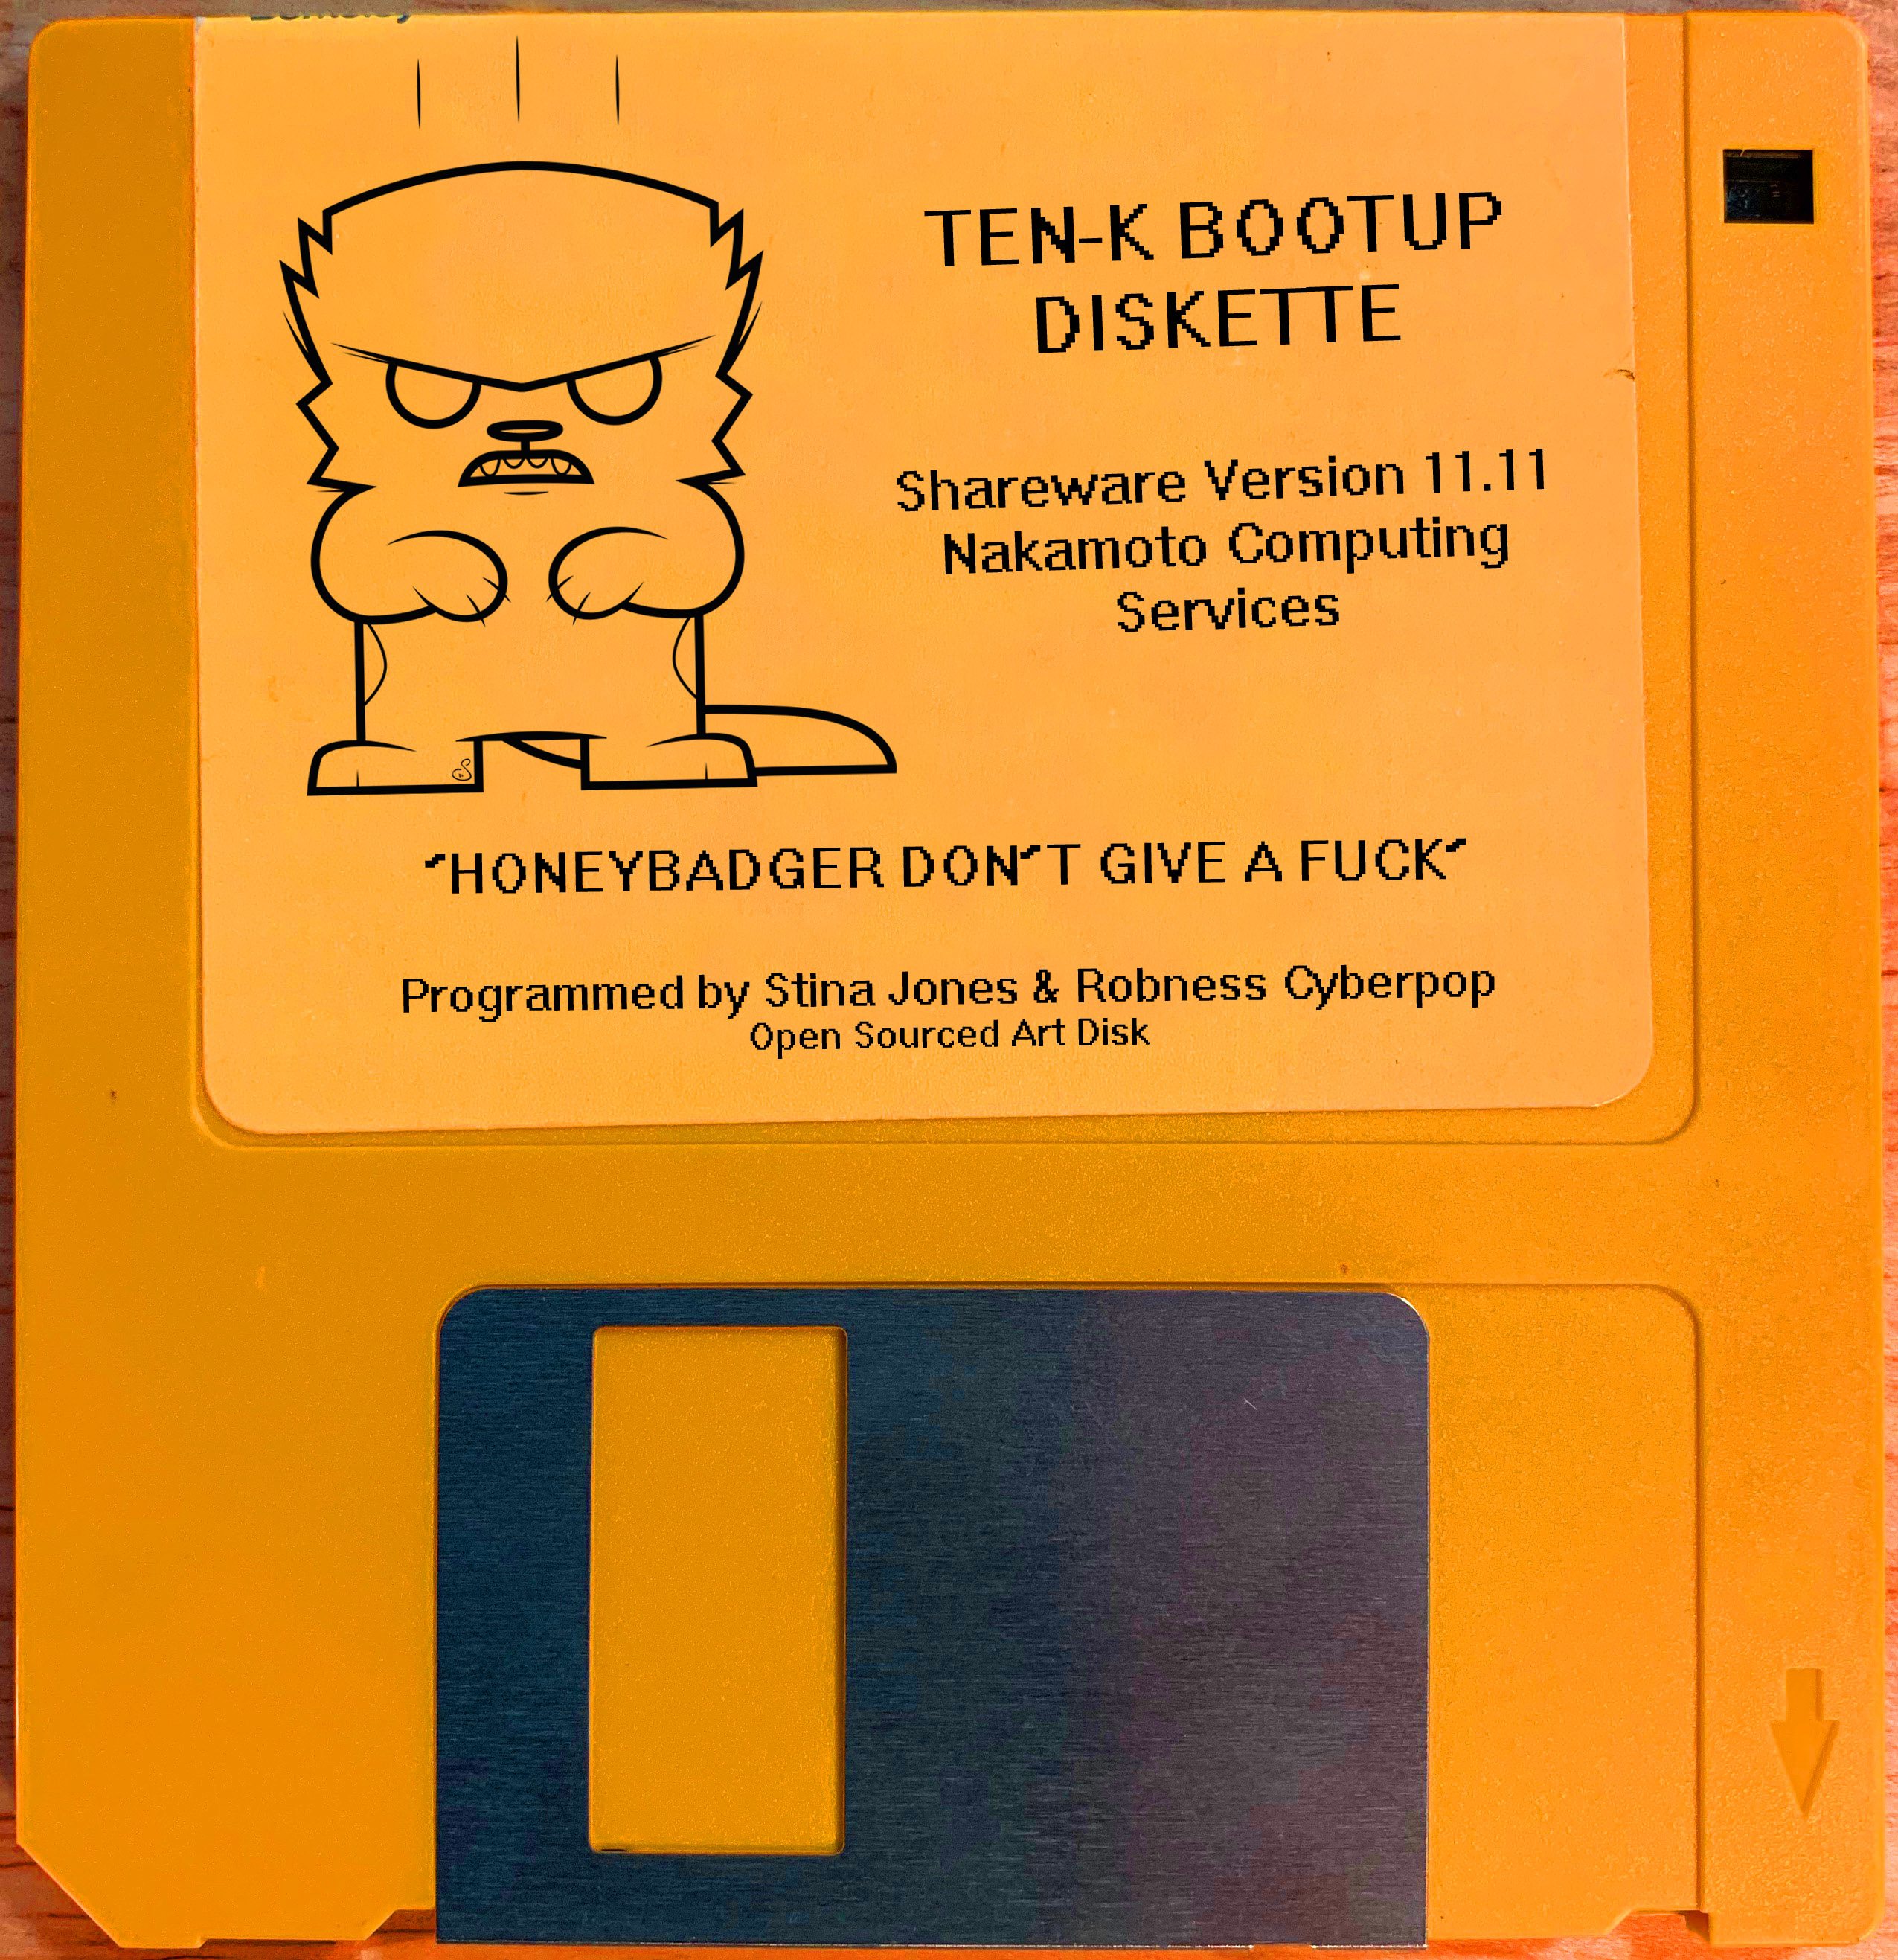 TEN-K BOOTUP
DISKETTE
Shareware Version 11.11
Nakamoto Computing
Services
"HONEYBADGER DON'T GIVE A FUCK"
Programmed by Stina Jones & Robness Cyberpop
Open Sourced Art Disk